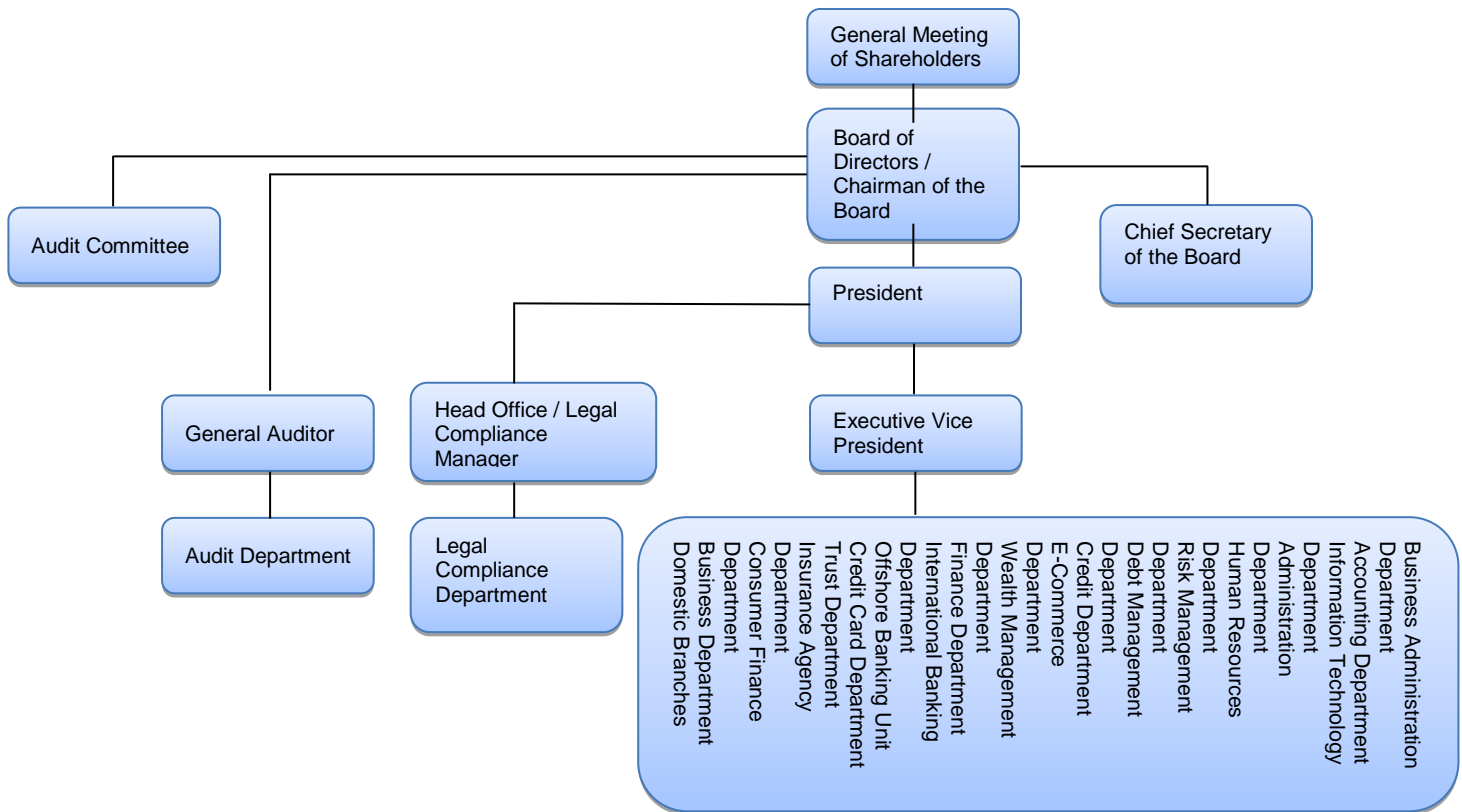 General Meeting
of Shareholders
Board of
Directors /
Chairman of the
Board
Audit Committee
Chief Secretary
of the Board
President
General Auditor
Head Office / Legal
Compliance
Manager
Executive Vice
President
Audit Department
Legal
Compliance
Department
Business Administration
Department
Accounting Department
Information Technology
Department
Administration
Department
Human Resources
Department
Risk Management
Department
Debt Management
Department
Credit Department
E-Commerce
Department
Wealth Management
Department
Finance Department
International Banking
Department
Offshore Banking Unit
Credit Card Department
Trust Department
Insurance Agency
Department
Consumer Finance
Department
Business Department
Domestic Branches